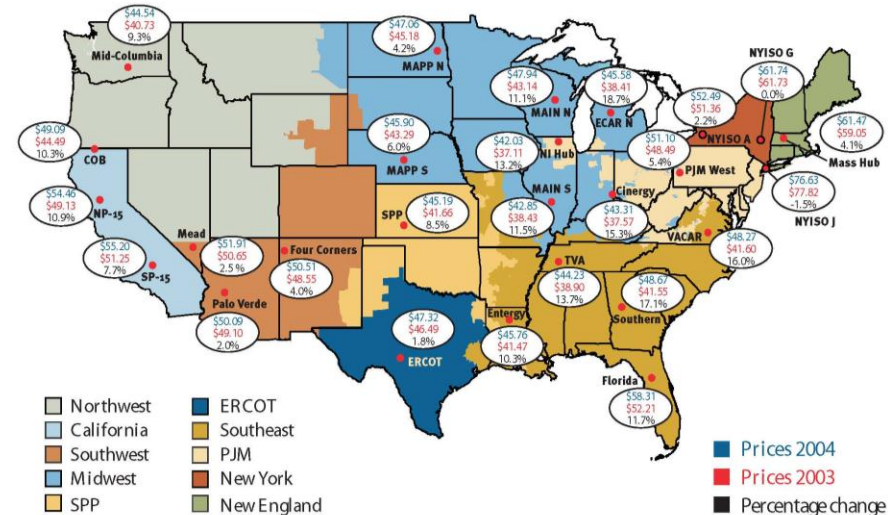 $44.54
$40.73
9.3%
Mid-Columbia
$47.06
$45.18
4.2%
MAPP N
$47.94
$43.14
11.1%
MAIN N
$45.58
$38.41
18.7%
ECAR N
NYISO G
$61.74
$61.73
0.0%
$52.49
$51.36
2.2%
NYISO A
$49.09
$44.49
10.3%
COB
$45.90
$43.29
6.0%
MAPP S
$42.03
$37.11
13.2%
NI Hub
$51.10
$48.49
5.4%
PJM West
$61.47
$59.05
4.1%
Mass Hub
$76.63
$77.82
-1.5%
NYISO J
$54.46
$49.13
10.9%
NP-15
$45.19
$41.66
8.5%
SPP
MAIN S
$42.85
$38.43
11.5%
Cinergy
$43.31
$37.57
15.3%
VACAR
$48.27
$41.60
16.0%
$55.20
$51.25
7.7%
SP-15
Mead
$51.91
$50.65
2.5 %
Four Corners
$50.51
$48.55
4.0%
Palo Verde
$50.09
$49.10
2.0%
TVA
$44.23
$38.90
13.7%
$48.67
$41.55
17.1%
Southern
$47.32
$46.49
1.8%
ERCOT
Entergy
$45.76
$41.47
10.3%
Florida
$58.31
$52.21
11.7%
Northwest
California
Southwest
Midwest
SPP
ERCOT
Southeast
PJM
New York
New England
Prices 2004
Prices 2003
Percentage change